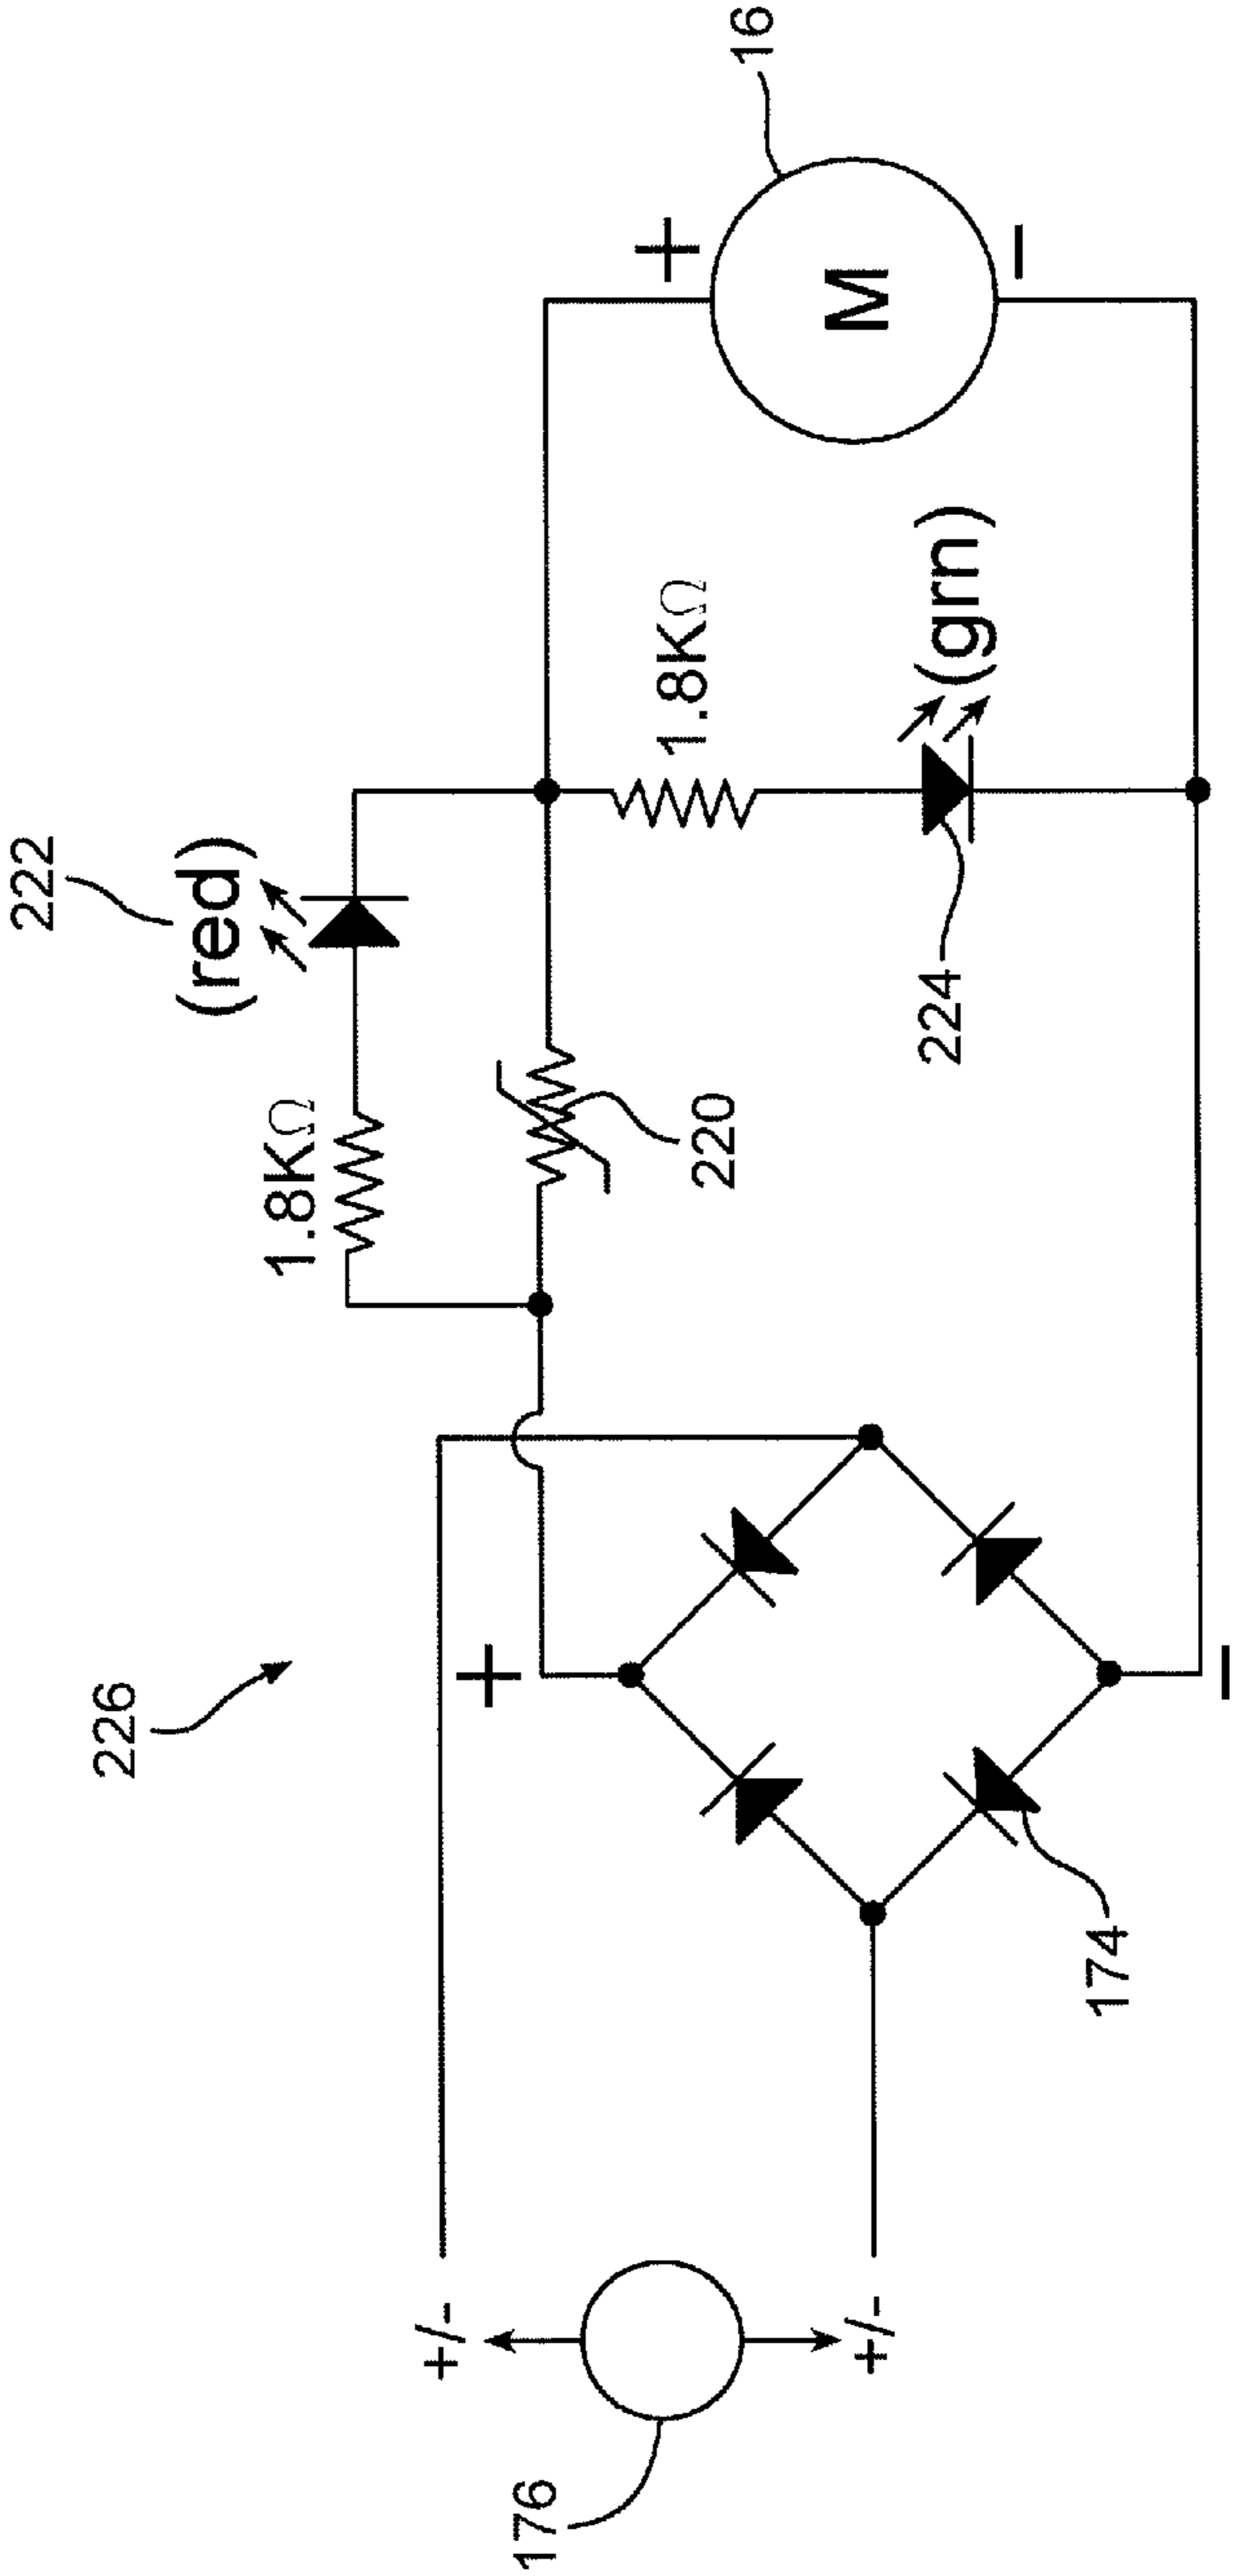 222
(red)
1.8KΩ
220
1.8KΩ
(grn)
224
16
+
M
−
226
+
−
174
+/-
+/-
176